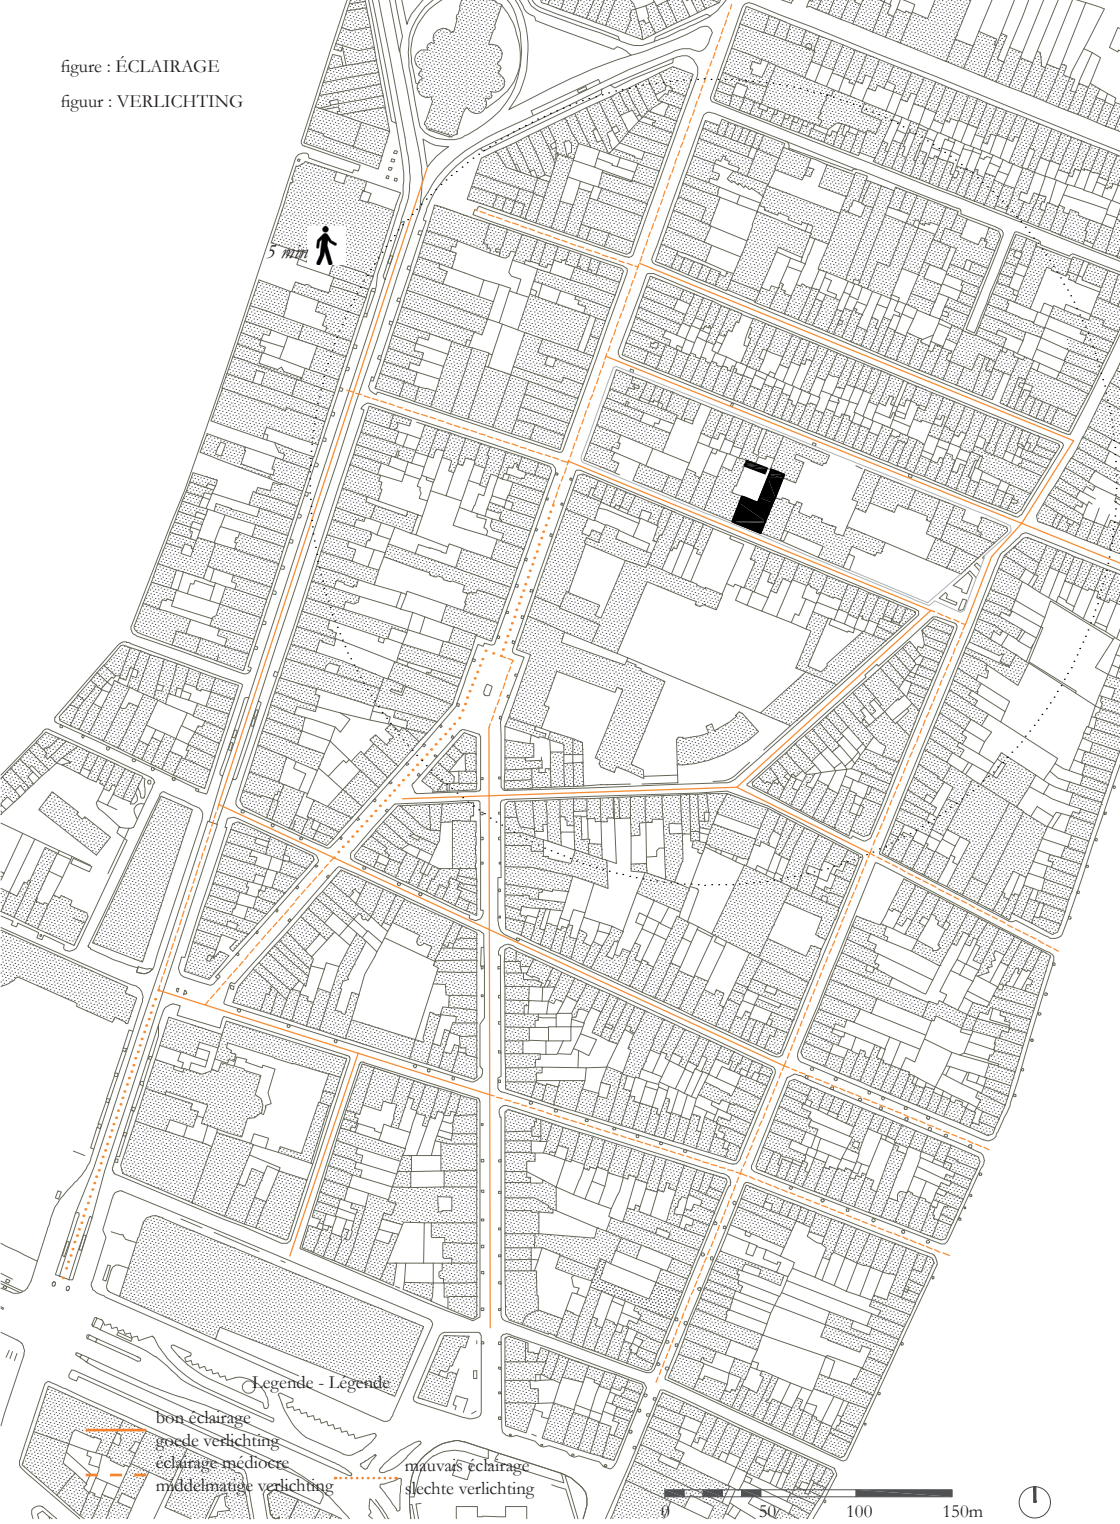 figure : ÉCLAIRAGE
figuur : VERLICHTING
5 min
Legende - Légende
bon éclairage
goede verlichting
éclairage médiocre
middelmatige verlichting
mauvais éclairage
slechte verlichting
0 50 100 150m